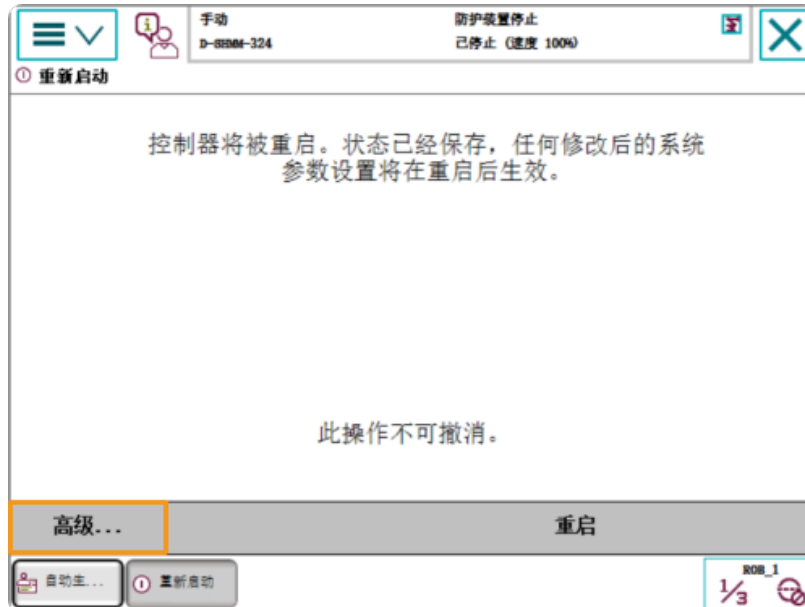 手动
D-SHMM-324
防护装置停止
已停止 (速度 100%)
重新启动
控制器将被重启。状态已经保存，任何修改后的系统
参数设置将在重启后生效。
此操作不可撤消。
高级...
重启
自动生...
重新启动
ROB_1
1/3